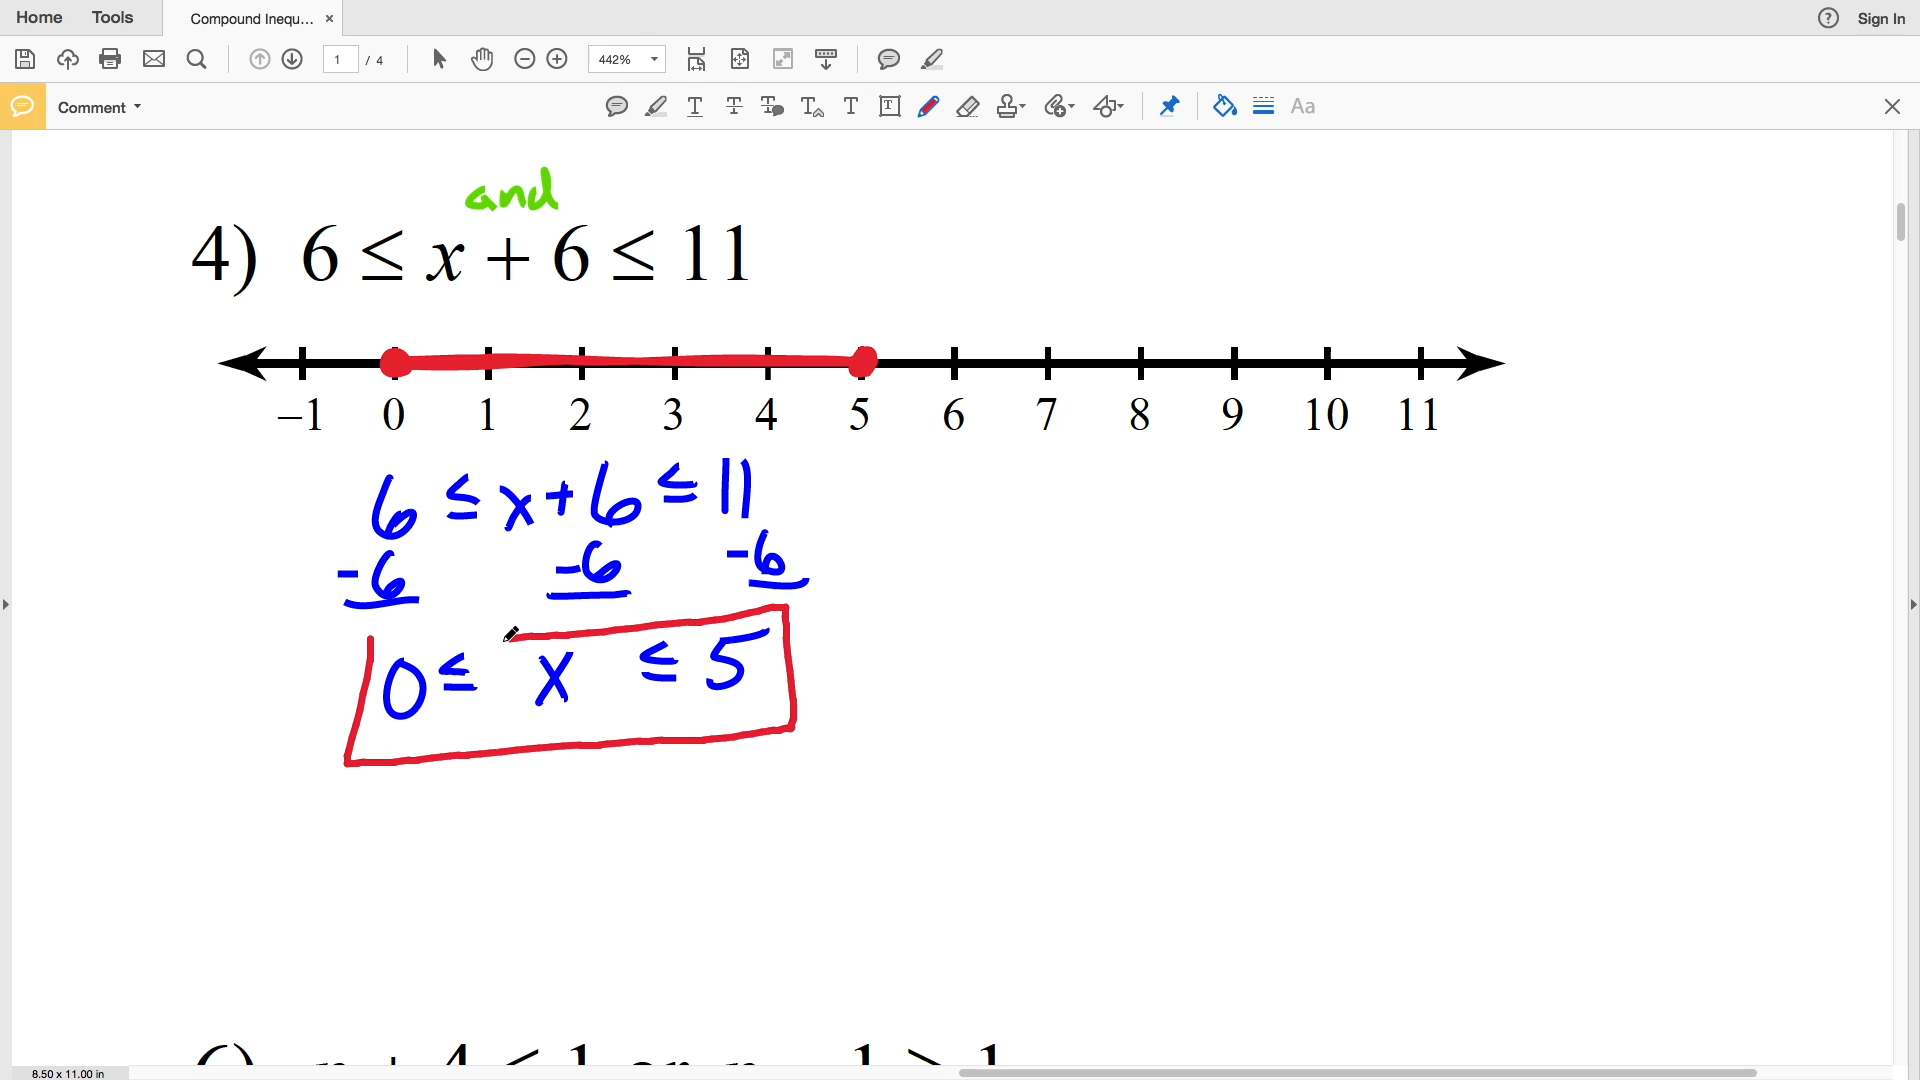 Home Tools Compound Inequ... × ? Sign In
1 / 4 442%
Comment T T T T T T Aa
and
4) 6 ≤ x + 6 ≤ 11
–1 0 1 2 3 4 5 6 7 8 9 10 11
6 ≤ x+6 ≤ 11
-6 -6 -6
0 ≤ x ≤ 5
8.50 x 11.00 in